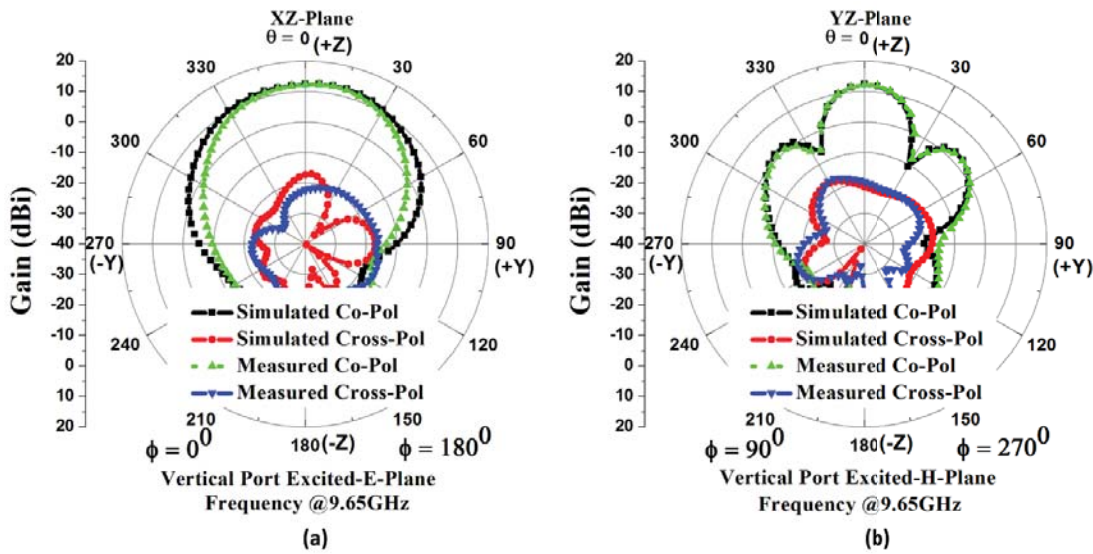 XZ-Plane
θ = 0 (+Z)
20
10
0
-10
-20
-30
-40
-30
-20
-10
0
10
20
Gain (dBi)
330
30
300
60
270
(-Y)
90
(+Y)
240
120
210
150
180 (-Z)
Simulated Co-Pol
Simulated Cross-Pol
Measured Co-Pol
Measured Cross-Pol
ϕ = 0⁰
ϕ = 180⁰
Vertical Port Excited-E-Plane
Frequency @9.65GHz
(a)
YZ-Plane
θ = 0 (+Z)
20
10
0
-10
-20
-30
-40
-30
-20
-10
0
10
20
Gain (dBi)
330
30
300
60
270
(-Y)
90
(+Y)
240
120
210
150
180 (-Z)
Simulated Co-Pol
Simulated Cross-Pol
Measured Co-Pol
Measured Cross-Pol
ϕ = 90⁰
ϕ = 270⁰
Vertical Port Excited-H-Plane
Frequency @9.65GHz
(b)